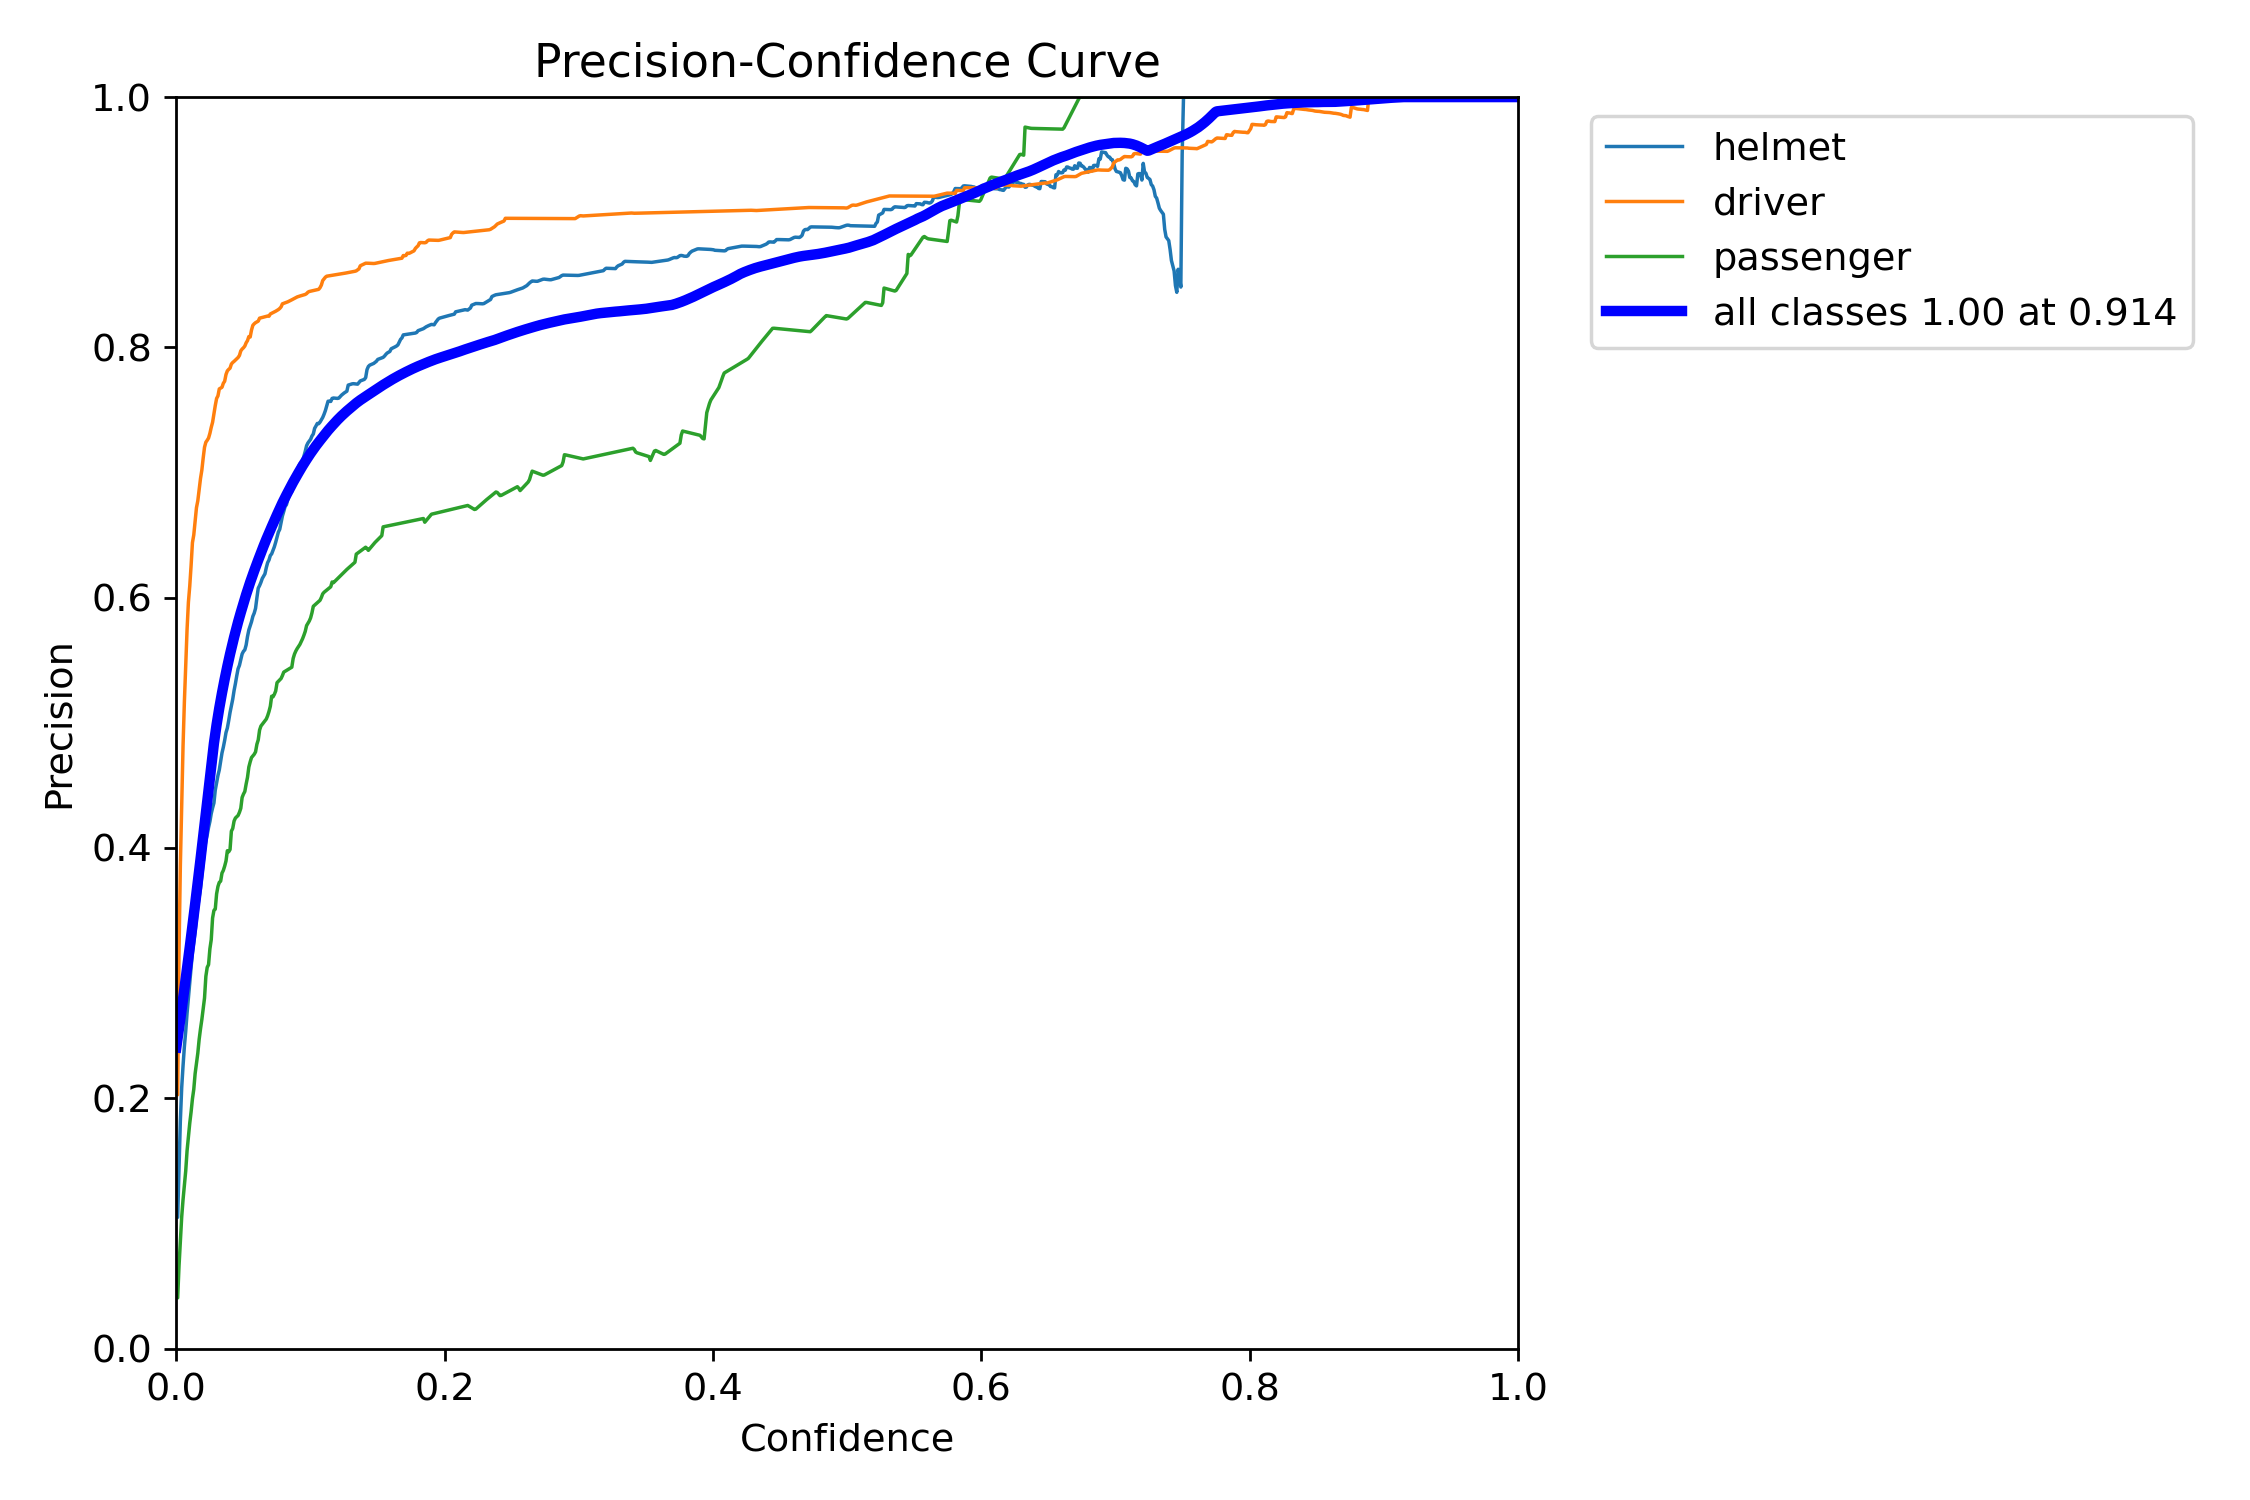 Precision-Confidence Curve
1.0
0.8
0.6
0.4
0.2
0.0
Precision
0.0 0.2 0.4 0.6 0.8 1.0
Confidence
helmet
driver
passenger
all classes 1.00 at 0.914